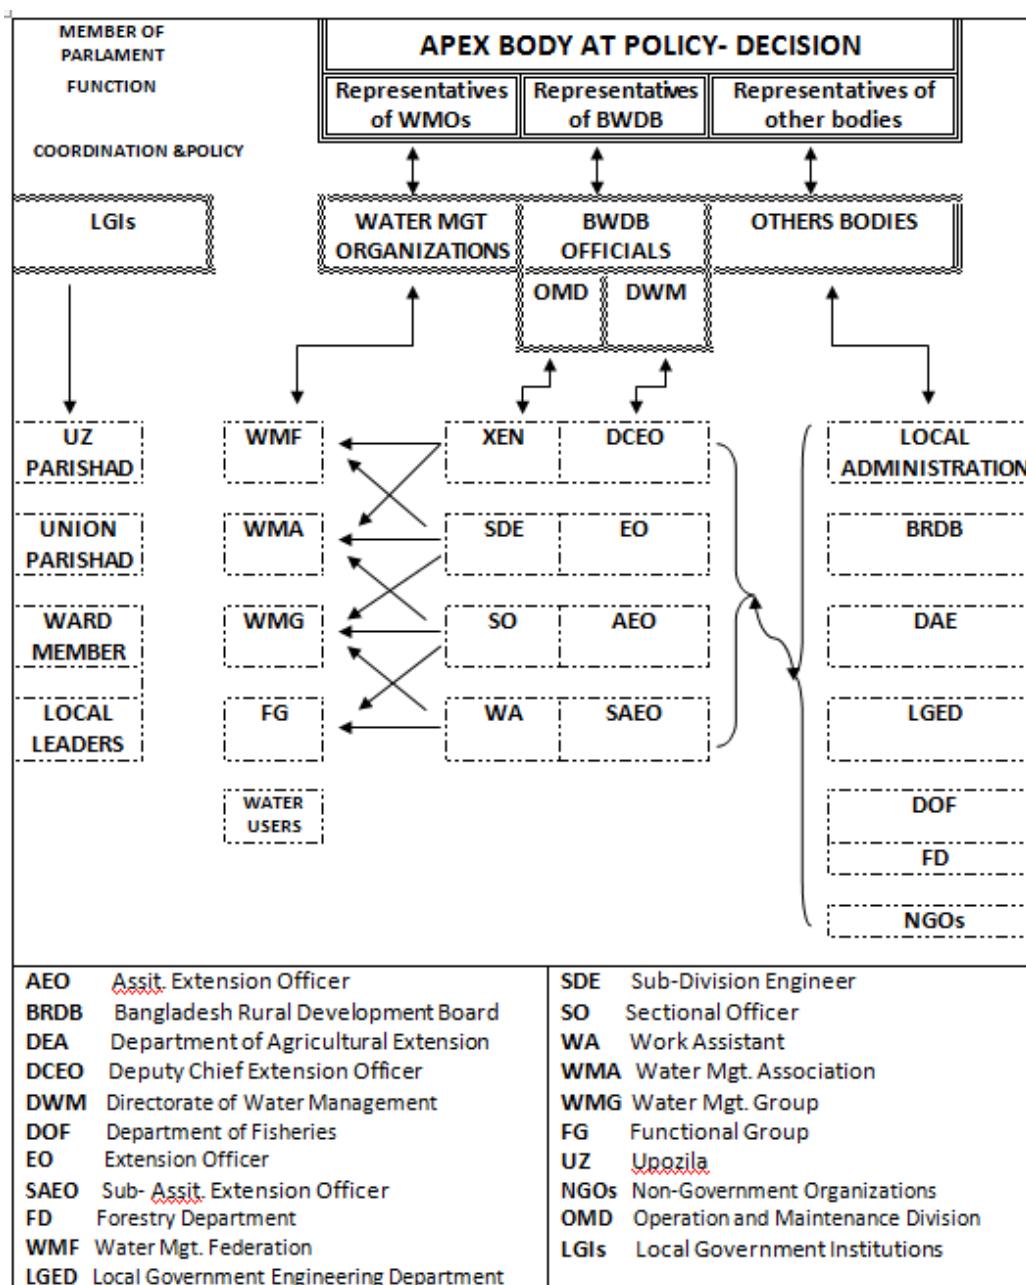 MEMBER OF
PARLAMENT
FUNCTION
COORDINATION &POLICY
APEX BODY AT POLICY- DECISION
Representatives
of WMOs
Representatives
of BWDB
Representatives of
other bodies
LGIs
WATER MGT
ORGANIZATIONS
BWDB
OFFICIALS
OTHERS BODIES
OMD
DWM
UZ
PARISHAD
WMF
XEN
DCEO
LOCAL
ADMINISTRATION
UNION
PARISHAD
WMA
SDE
EO
BRDB
WARD
MEMBER
WMG
SO
AEO
DAE
LOCAL
LEADERS
FG
WA
SAEO
LGED
WATER
USERS
DOF
FD
NGOs
AEO Assit. Extension Officer
BRDB Bangladesh Rural Development Board
DEA Department of Agricultural Extension
DCEO Deputy Chief Extension Officer
DWM Directorate of Water Management
DOF Department of Fisheries
EO Extension Officer
SAEO Sub- Assit. Extension Officer
FD Forestry Department
WMF Water Mgt. Federation
LGED Local Government Engineering Department
SDE Sub-Division Engineer
SO Sectional Officer
WA Work Assistant
WMA Water Mgt. Association
WMG Water Mgt. Group
FG Functional Group
UZ Upozila
NGOs Non-Government Organizations
OMD Operation and Maintenance Division
LGIs Local Government Institutions